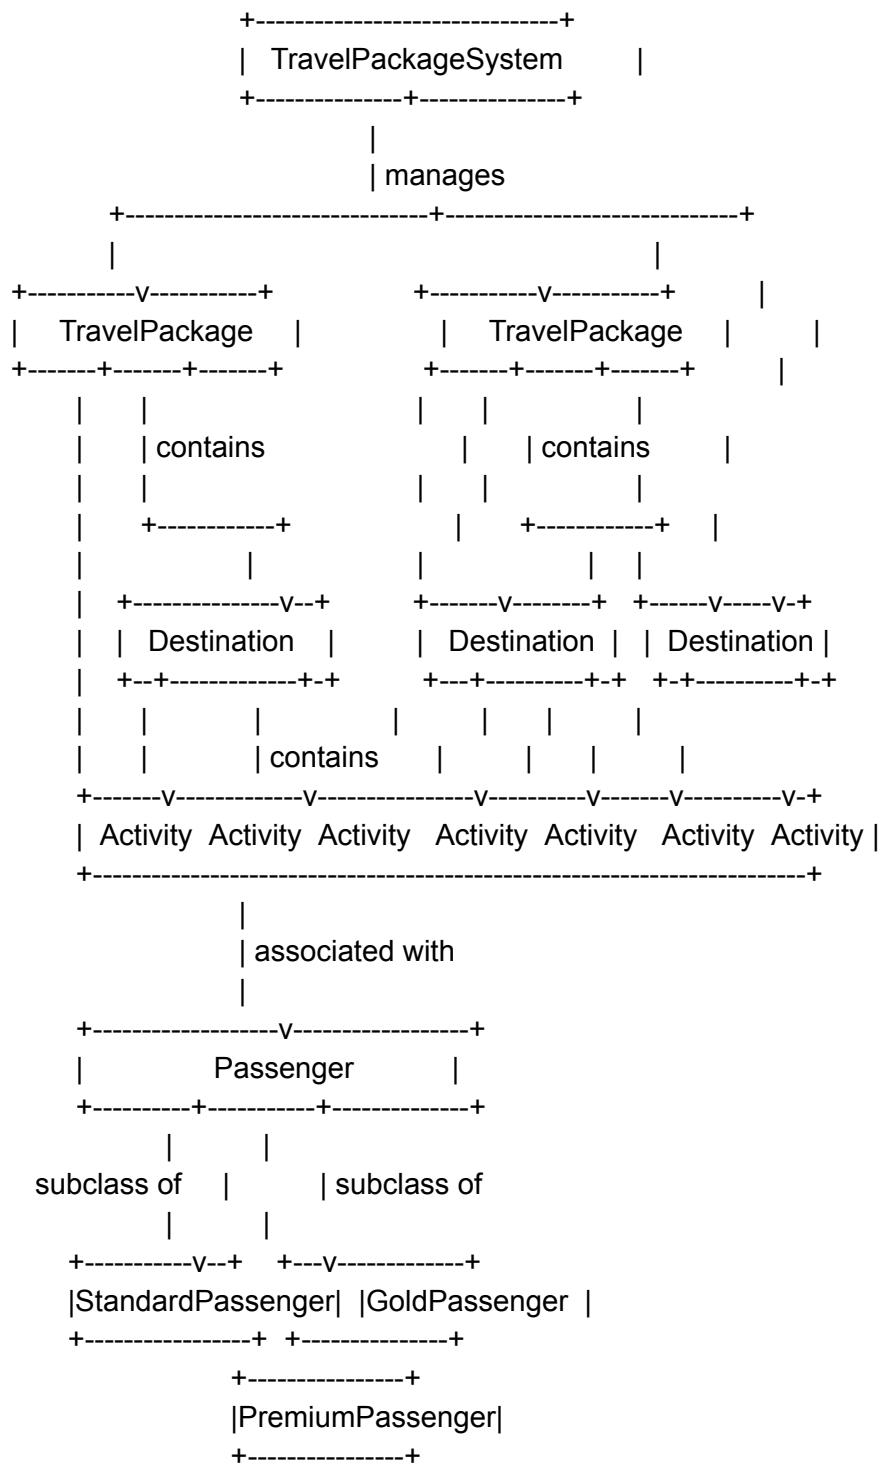 +-------------------------------+
| TravelPackageSystem |
+---------------+---------------+
|
| manages
+-------------------------------+-------------------------------+
| |
+-----------v-----------+ +-----------v-----------+ |
| TravelPackage | | TravelPackage | |
+-------+-------+-------+ +-------+-------+-------+ |
| | | | |
| | contains | | contains |
| | | | |
| +------------+ | +------------+ |
| | | | |
| +---------------v--+ +-------v--------+ +------v-----v-+
| | Destination | | Destination | | Destination |
| +--+-------------+-+ +---+----------+-+ +-+----------+-+
| | | | | | |
| | | contains | | | |
+-------v-------------v----------------v----------v-------v----------v-+
| Activity Activity Activity Activity Activity Activity Activity |
+-------------------------------------------------------------------------+
|
| associated with
|
+-------------------v------------------+
| Passenger |
+----------+-----------+--------------+
| |
subclass of | | subclass of
| |
+-----------v--+ +---v-------------+
|StandardPassenger| |GoldPassenger |
+-----------------+ +---------------+
+----------------+
|PremiumPassenger|
+----------------+